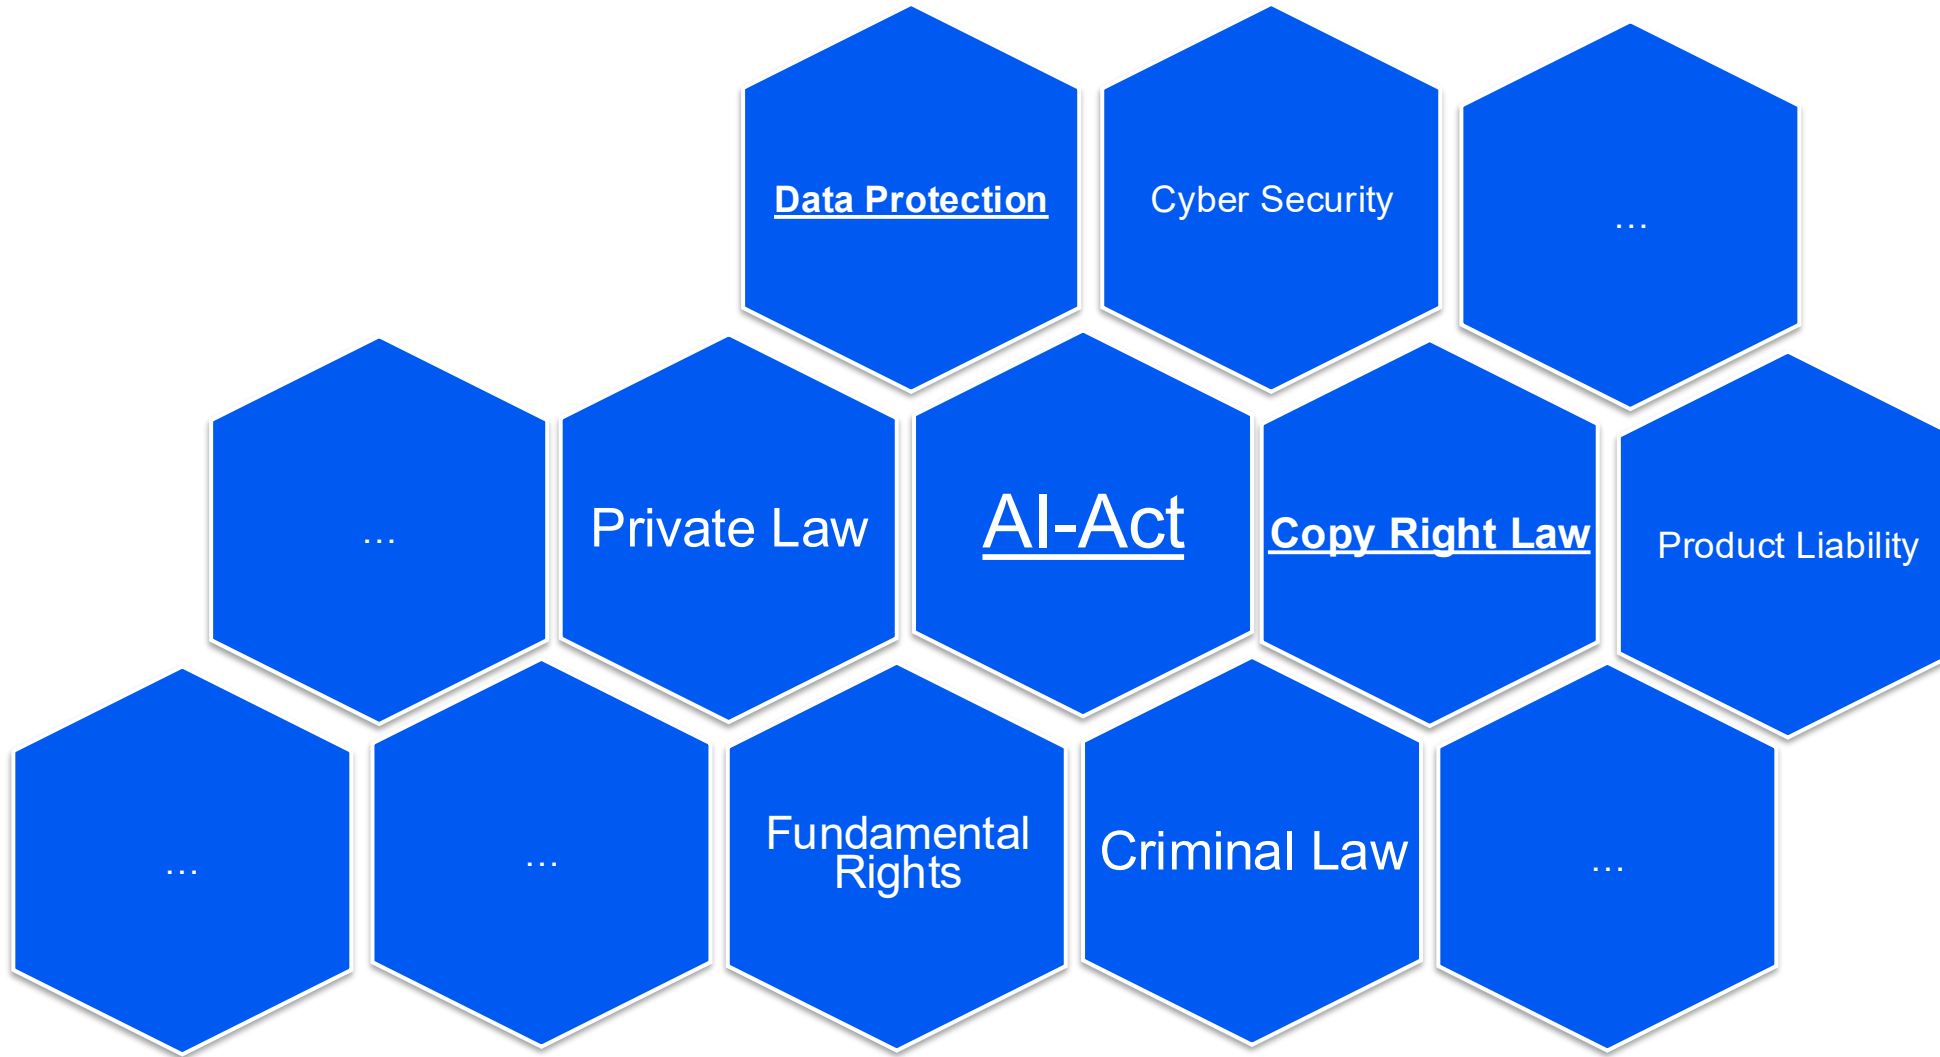 Data Protection
Cyber Security
…
…
Private Law
AI-Act
Copy Right Law
Product Liability
…
…
Fundamental
Rights
Criminal Law
…